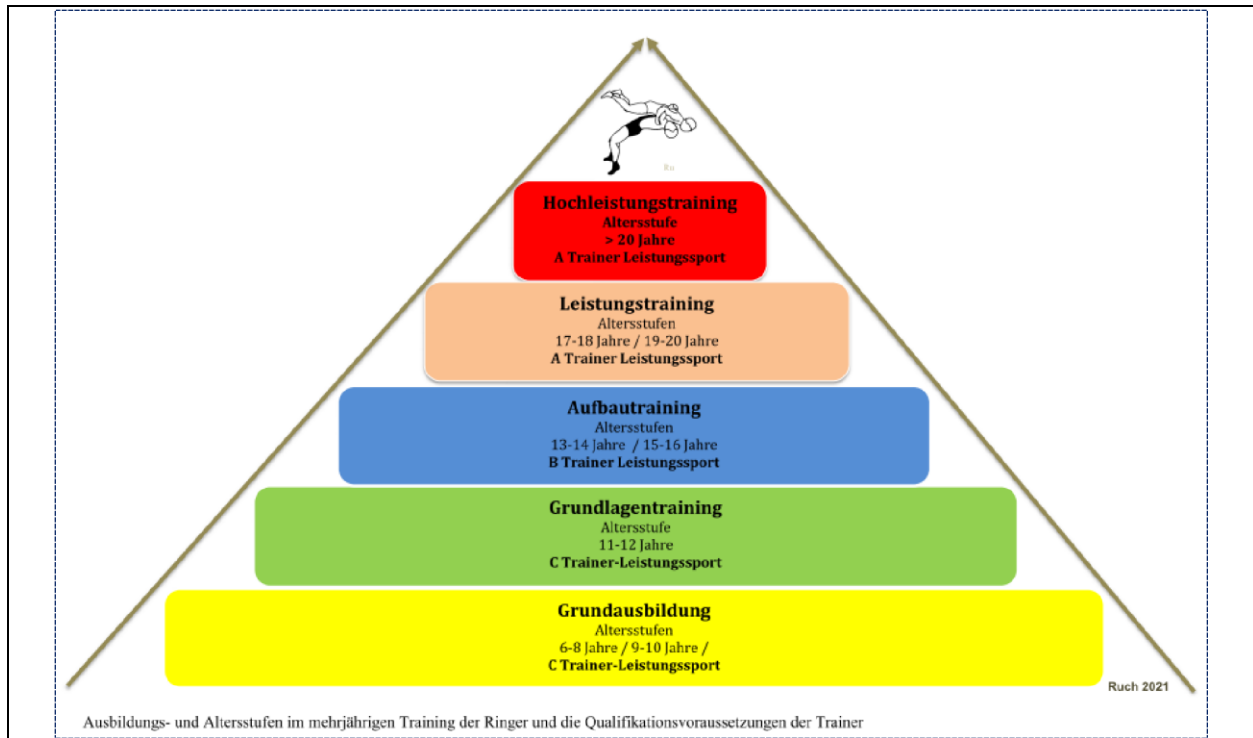 Hochleistungstraining
Altersstufe
> 20 Jahre
A Trainer Leistungssport
Leistungstraining
Altersstufen
17-18 Jahre / 19-20 Jahre
A Trainer Leistungssport
Aufbautraining
Altersstufen
13-14 Jahre / 15-16 Jahre
B Trainer Leistungssport
Grundlagentraining
Altersstufe
11-12 Jahre
C Trainer-Leistungssport
Grundausbildung
Altersstufen
6-8 Jahre / 9-10 Jahre /
C Trainer-Leistungssport
Ruch 2021
Ausbildungs- und Altersstufen im mehrjährigen Training der Ringer und die Qualifikationsvoraussetzungen der Trainer